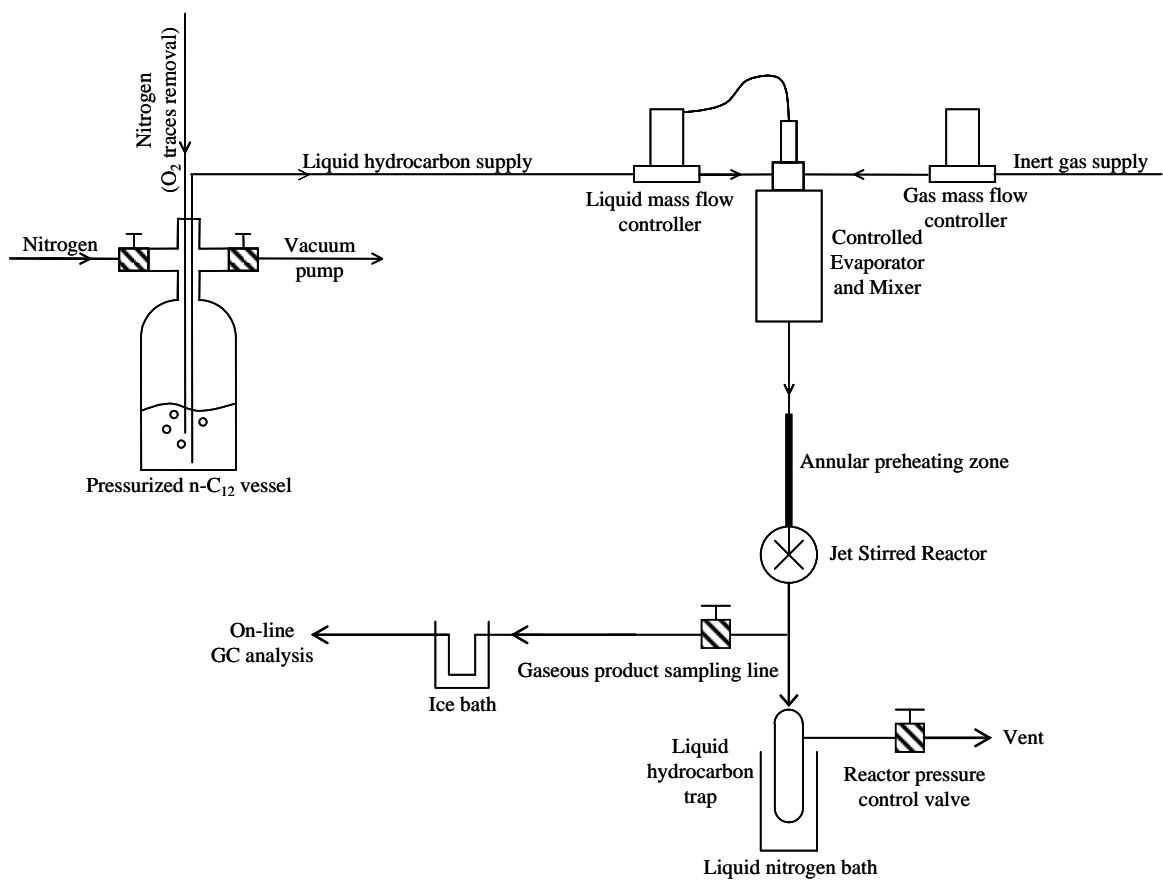 Nitrogen
(O₂ traces removal)
Liquid hydrocarbon supply
Inert gas supply
Liquid mass flow
controller
Gas mass flow
controller
Nitrogen
Vacuum
pump
Controlled
Evaporator
and Mixer
Pressurized n-C₁₂ vessel
Annular preheating zone
Jet Stirred Reactor
On-line
GC analysis
Gaseous product sampling line
Ice bath
Liquid
hydrocarbon
trap
Vent
Reactor pressure
control valve
Liquid nitrogen bath